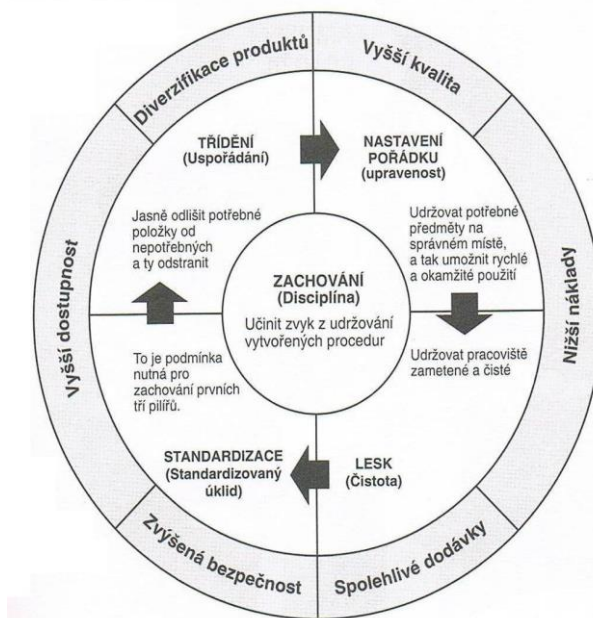 Diverzifikace produktů
Vyšší kvalita
Nižší náklady
Spolehlivé dodávky
Zvýšená bezpečnost
Vyšší dostupnost
TŘÍDĚNÍ
(Uspořádání)
Jasně odlišit potřebné
položky od
nepotřebných
a ty odstranit
NASTAVENÍ
POŘÁDKU
(upravenost)
Udržovat potřebné
předměty na
správném místě,
a tak umožnit rychlé
a okamžité použití
ZACHOVÁNÍ
(Disciplína)
Učinit zvyk z udržování
vytvořených procedur
To je podmínka
nutná pro
zachování prvních
tří pilířů.
STANDARDIZACE
(Standardizovaný
úklid)
Udržovat pracoviště
zametené a čisté
LESK
(Čistota)